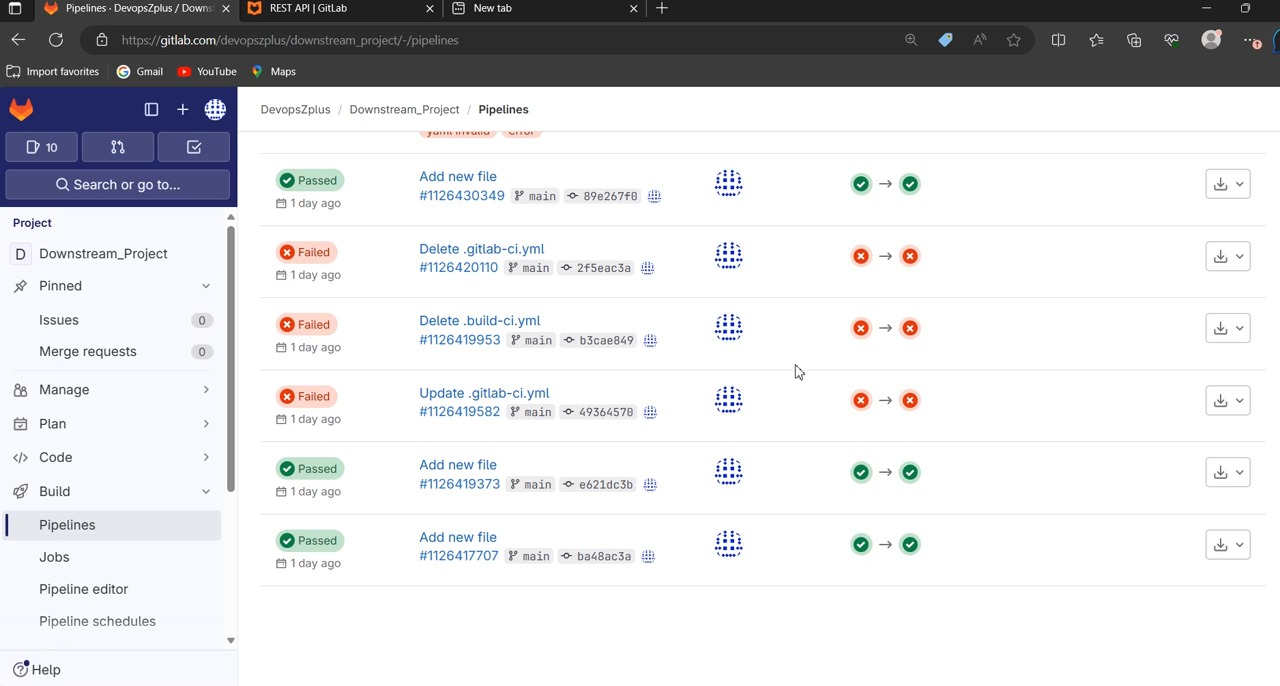 Pipelines - DevopsZplus / Downst
REST API | GitLab
New tab
https://gitlab.com/devopszplus/downstream_project/-/pipelines
Import favorites
Gmail
YouTube
Maps
DevopsZplus / Downstream_Project / Pipelines
10
Search or go to...
Project
D Downstream_Project
Pinned
Issues 0
Merge requests 0
Manage
Plan
Code
Build
Pipelines
Jobs
Pipeline editor
Pipeline schedules
Help
yaml invalid error
Passed
1 day ago
Add new file
#1126430349 main 89e267f0
Failed
1 day ago
Delete .gitlab-ci.yml
#1126420110 main 2f5eac3a
Failed
1 day ago
Delete .build-ci.yml
#1126419953 main b3cae849
Failed
1 day ago
Update .gitlab-ci.yml
#1126419582 main 49364570
Passed
1 day ago
Add new file
#1126419373 main e621dc3b
Passed
1 day ago
Add new file
#1126417707 main ba48ac3a